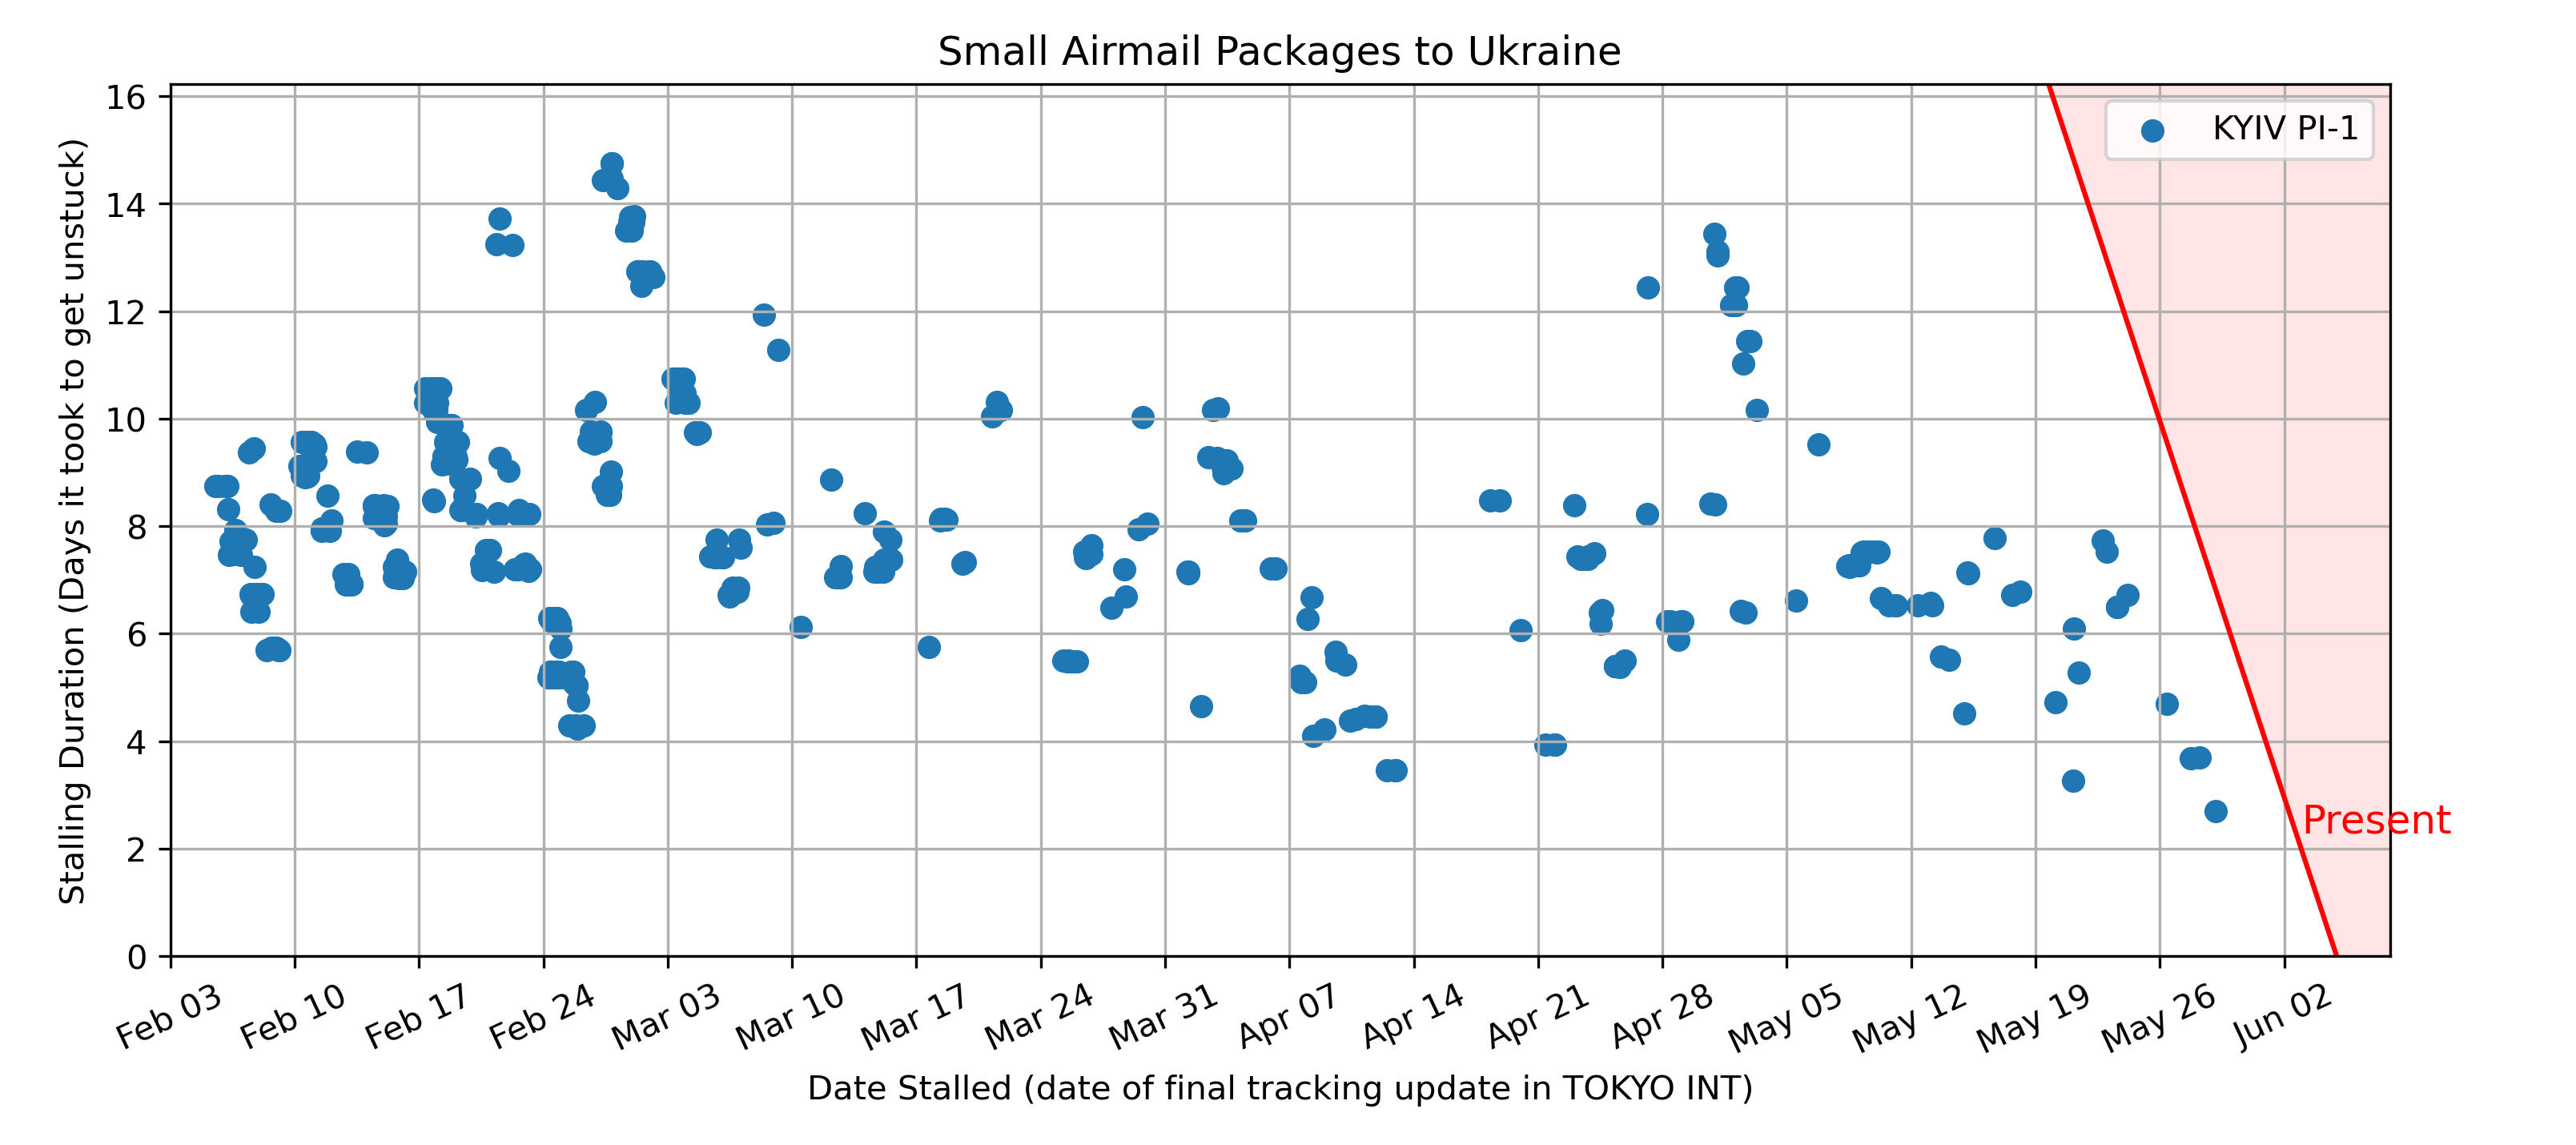 Small Airmail Packages to Ukraine
KYIV PI-1
Stalling Duration (Days it took to get unstuck)
16
14
12
10
8
6
4
2
0
Present
Feb 03
Feb 10
Feb 17
Feb 24
Mar 03
Mar 10
Mar 17
Mar 24
Mar 31
Apr 07
Apr 14
Apr 21
Apr 28
May 05
May 12
May 19
May 26
Jun 02
Date Stalled (date of final tracking update in TOKYO INT)